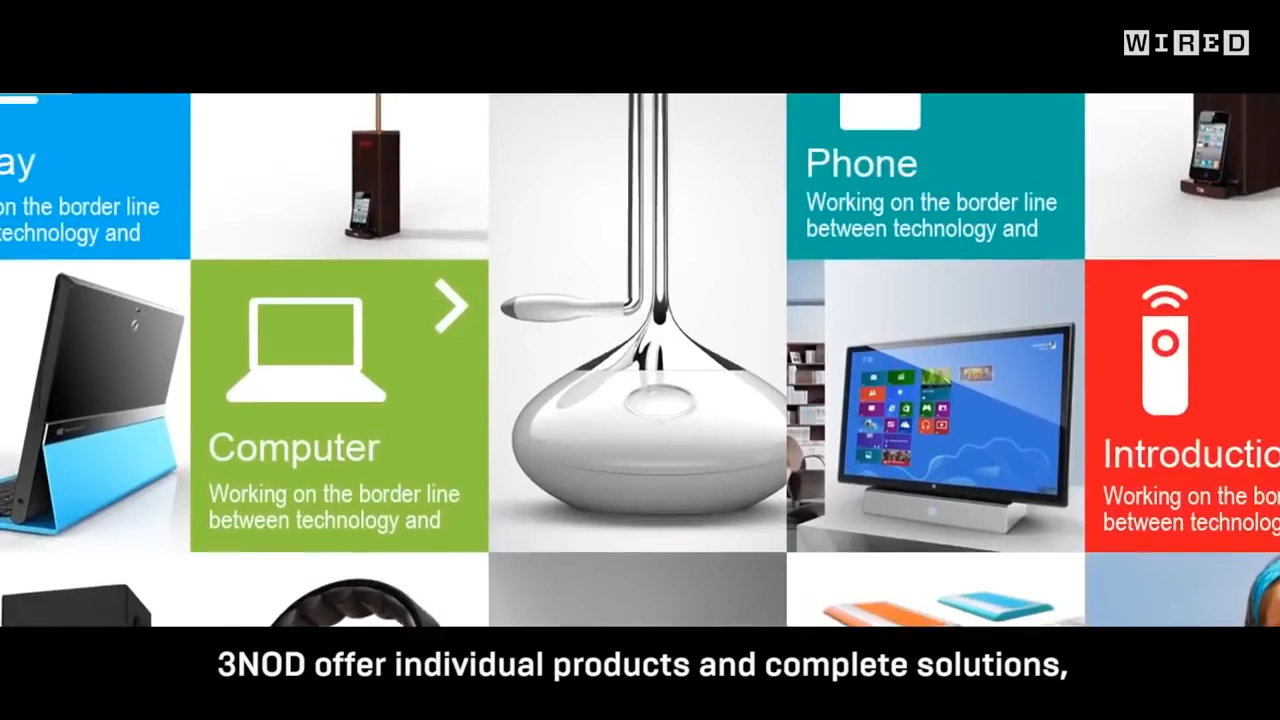 WIRED
ay
on the border line
technology and
Phone
Working on the border line
between technology and
Computer
Working on the border line
between technology and
Introductio
Working on the bo
between technolog
3NOD offer individual products and complete solutions,